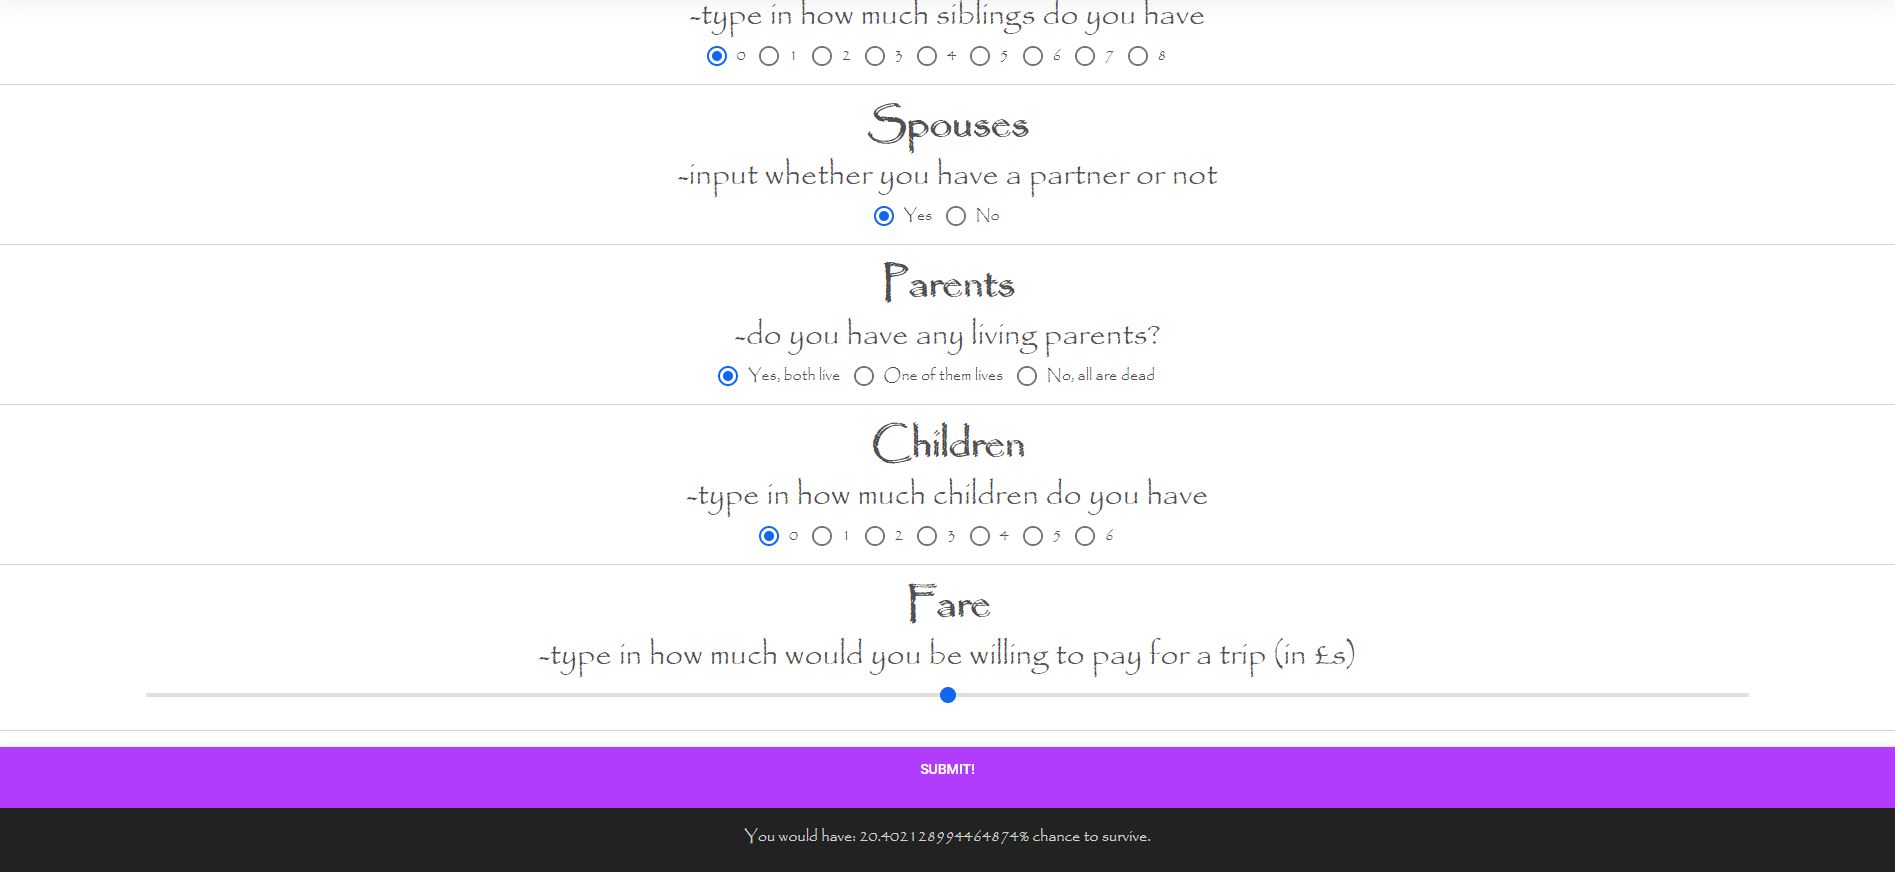 -type in how much siblings do you have
0 1 2 3 4 5 6 7 8
Spouses
-input whether you have a partner or not
Yes No
Parents
-do you have any living parents?
Yes, both live One of them lives No, all are dead
Children
-type in how much children do you have
0 1 2 3 4 5 6
Fare
-type in how much would you be willing to pay for a trip (in £s)
SUBMIT!
You would have: 20.402128994464874% chance to survive.